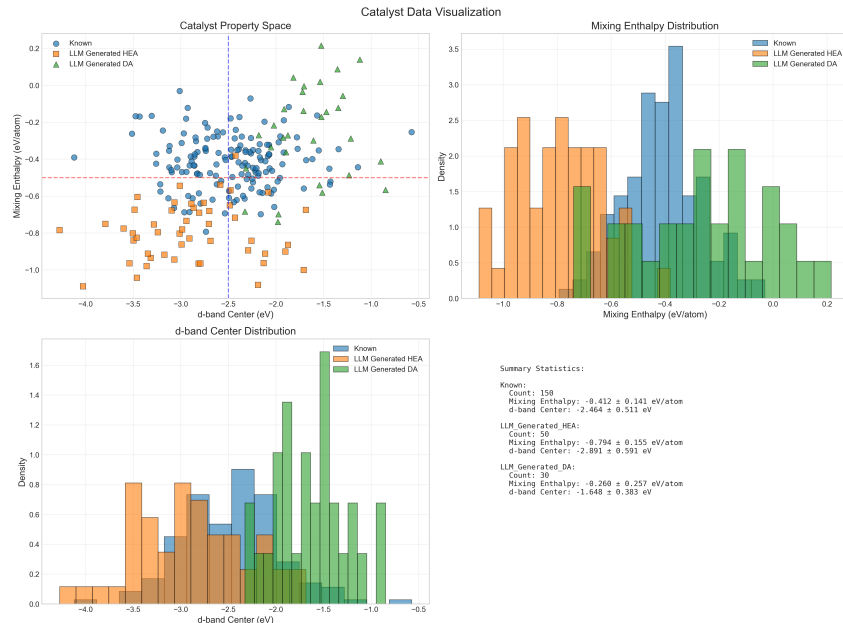 Catalyst Data Visualization
Catalyst Property Space
Known
LLM Generated HEA
LLM Generated DA
Mixing Enthalpy (eV/atom)
0.2
0.0
−0.2
−0.4
−0.6
−0.8
−1.0
−4.0 −3.5 −3.0 −2.5 −2.0 −1.5 −1.0 −0.5
d-band Center (eV)
Mixing Enthalpy Distribution
Known
LLM Generated HEA
LLM Generated DA
Density
3.5
3.0
2.5
2.0
1.5
1.0
0.5
0.0
−1.0 −0.8 −0.6 −0.4 −0.2 0.0 0.2
Mixing Enthalpy (eV/atom)
d-band Center Distribution
Known
LLM Generated HEA
LLM Generated DA
Density
1.6
1.4
1.2
1.0
0.8
0.6
0.4
0.2
0.0
−4.0 −3.5 −3.0 −2.5 −2.0 −1.5 −1.0 −0.5
d-band Center (eV)
Summary Statistics:
Known:
Count: 150
Mixing Enthalpy: -0.412 ± 0.141 eV/atom
d-band Center: -2.464 ± 0.511 eV
LLM_Generated_HEA:
Count: 50
Mixing Enthalpy: -0.794 ± 0.155 eV/atom
d-band Center: -2.891 ± 0.591 eV
LLM_Generated_DA:
Count: 30
Mixing Enthalpy: -0.260 ± 0.257 eV/atom
d-band Center: -1.648 ± 0.383 eV